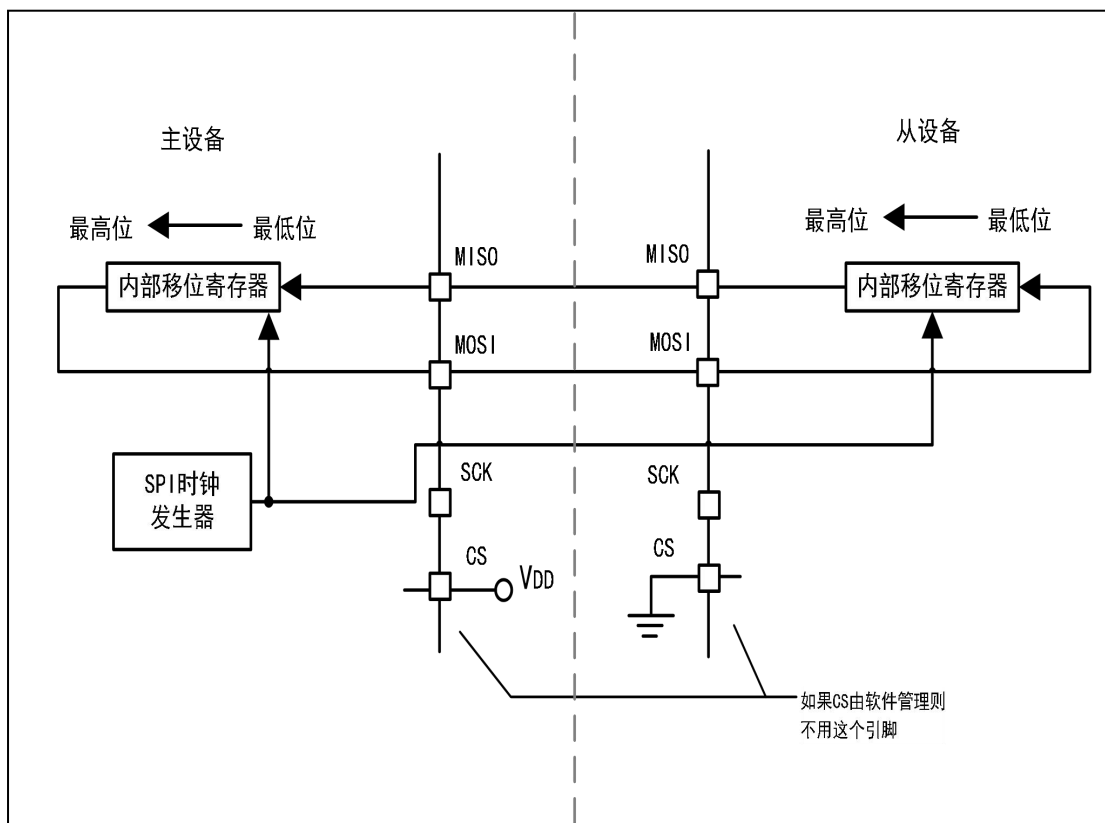 主设备
从设备
最高位
最低位
最高位
最低位
MISO
MISO
内部移位寄存器
内部移位寄存器
MOSI
MOSI
SPI时钟
发生器
SCK
SCK
CS
VDD
CS
如果CS由软件管理则
不用这个引脚